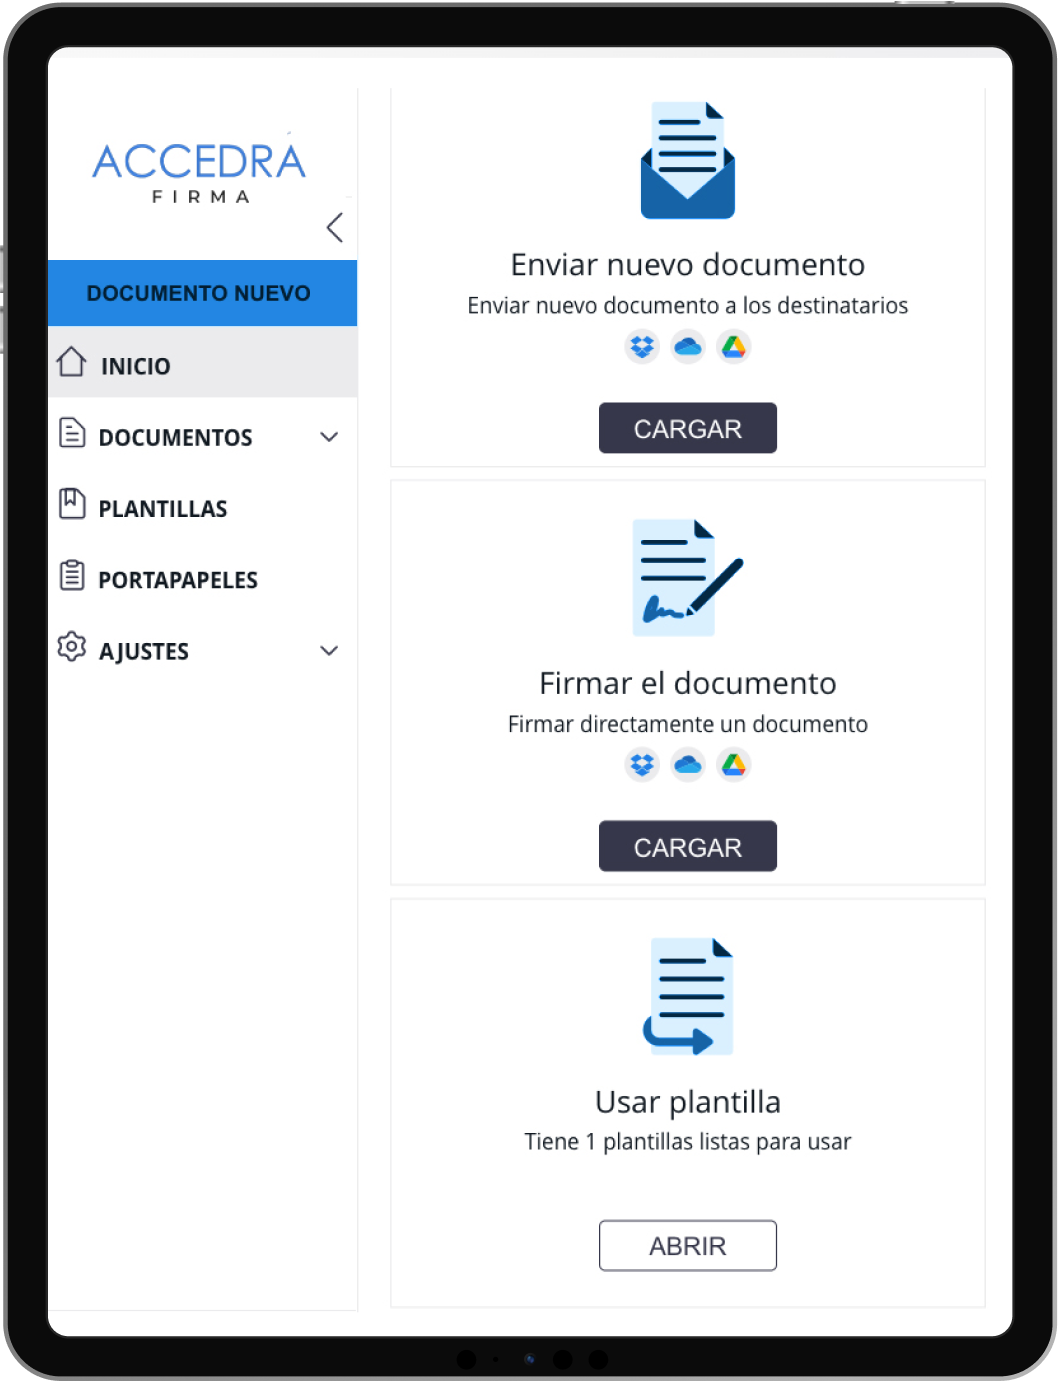 ACCEDRÁ
FIRMA
DOCUMENTO NUEVO
INICIO
DOCUMENTOS
PLANTILLAS
PORTAPAPELES
AJUSTES
Enviar nuevo documento
Enviar nuevo documento a los destinatarios
CARGAR
Firmar el documento
Firmar directamente un documento
CARGAR
Usar plantilla
Tiene 1 plantillas listas para usar
ABRIR